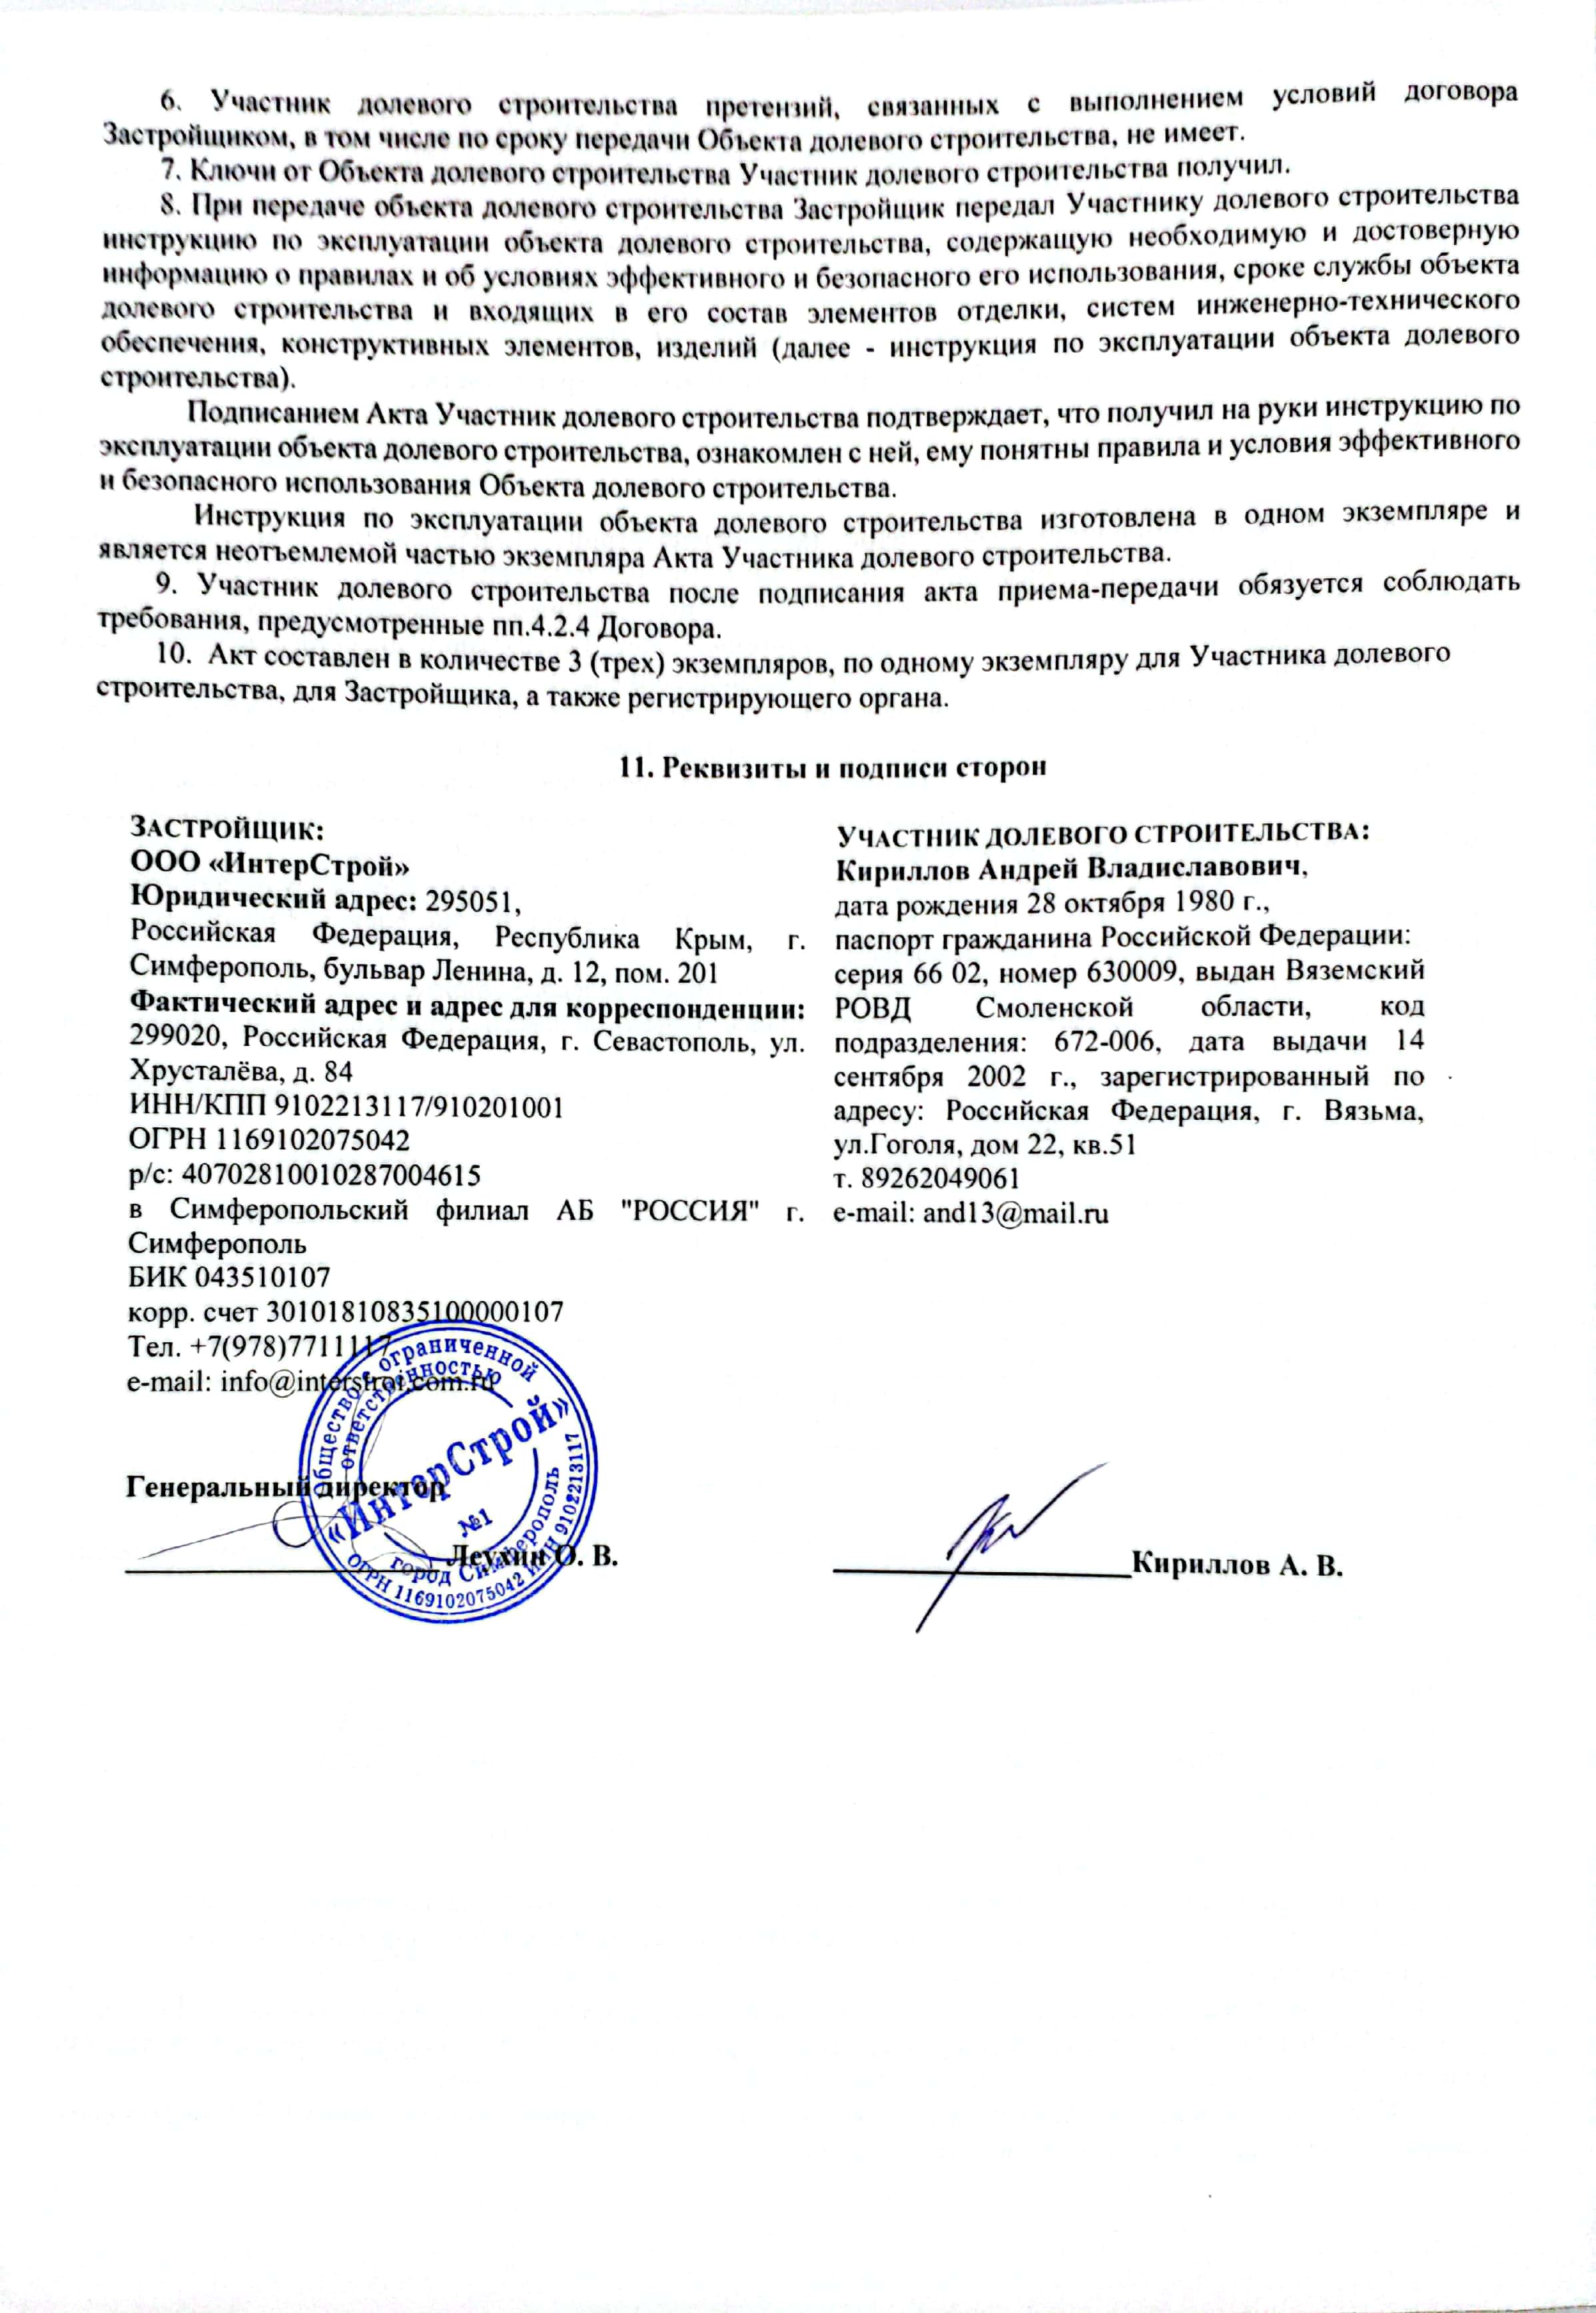 6. Участник долевого строительства претензий, связанных с выполнением условий договора
Застройщиком, в том числе по сроку передачи Объекта долевого строительства, не имеет.
7. Ключи от Объекта долевого строительства Участник долевого строительства получил.
8. При передаче объекта долевого строительства Застройщик передал Участнику долевого строительства
инструкцию по эксплуатации объекта долевого строительства, содержащую необходимую и достоверную
информацию о правилах и об условиях эффективного и безопасного его использования, сроке службы объекта
долевого строительства и входящих в его состав элементов отделки, систем инженерно-технического
обеспечения, конструктивных элементов, изделий (далее - инструкция по эксплуатации объекта долевого
строительства).
Подписанием Акта Участник долевого строительства подтверждает, что получил на руки инструкцию по
эксплуатации объекта долевого строительства, ознакомлен с ней, ему понятны правила и условия эффективного
и безопасного использования Объекта долевого строительства.
Инструкция по эксплуатации объекта долевого строительства изготовлена в одном экземпляре и
является неотъемлемой частью экземпляра Акта Участника долевого строительства.
9. Участник долевого строительства после подписания акта приема-передачи обязуется соблюдать
требования, предусмотренные пп.4.2.4 Договора.
10. Акт составлен в количестве 3 (трех) экземпляров, по одному экземпляру для Участника долевого
строительства, для Застройщика, а также регистрирующего органа.
11. Реквизиты и подписи сторон
ЗАСТРОЙЩИК:
ООО «ИнтерСтрой»
Юридический адрес: 295051,
Российская Федерация, Республика Крым, г.
Симферополь, бульвар Ленина, д. 12, пом. 201
Фактический адрес и адрес для корреспонденции:
299020, Российская Федерация, г. Севастополь, ул.
Хрусталёва, д. 84
ИНН/КПП 9102213117/910201001
ОГРН 1169102075042
р/с: 40702810010287004615
в Симферопольский филиал АБ "РОССИЯ" г.
Симферополь
БИК 043510107
корр. счет 30101810835100000107
Тел. +7(978)7711117
e-mail: info@interstroi.com.ru
Генеральный директор
Леухин О. В.
Общество с ограниченной
ответственностью
«ИнтерСтрой»
№1
город Симферополь
ОГРН 1169102075042 ИНН 9102213117
УЧАСТНИК ДОЛЕВОГО СТРОИТЕЛЬСТВА:
Кириллов Андрей Владиславович,
дата рождения 28 октября 1980 г.,
паспорт гражданина Российской Федерации:
серия 66 02, номер 630009, выдан Вяземский
РОВД Смоленской области, код
подразделения: 672-006, дата выдачи 14
сентября 2002 г., зарегистрированный по
адресу: Российская Федерация, г. Вязьма,
ул.Гоголя, дом 22, кв.51
т. 89262049061
e-mail: and13@mail.ru
Кириллов А. В.